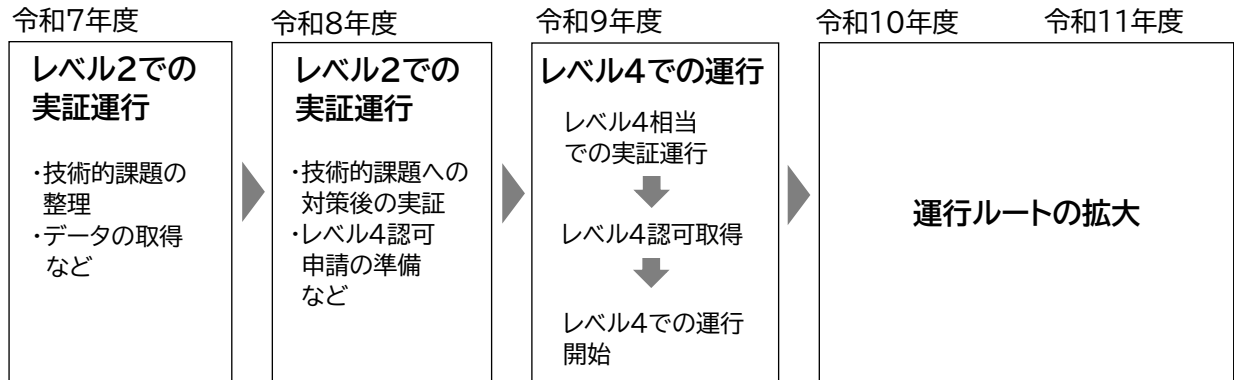 令和7年度
レベル2での
実証運行
・技術的課題の
整理
・データの取得
など
令和8年度
レベル2での
実証運行
・技術的課題への
対策後の実証
・レベル4認可
申請の準備
など
令和9年度
レベル4での運行
レベル4相当
での実証運行
レベル4認可取得
レベル4での運行
開始
令和10年度
令和11年度
運行ルートの拡大